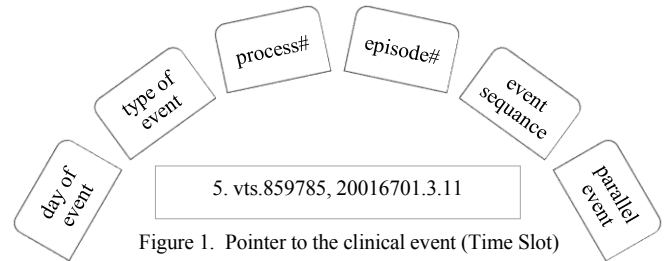 day of
event
type of
event
process#
episode#
event
sequance
parallel
event
5. vts.859785, 20016701.3.11
Figure 1. Pointer to the clinical event (Time Slot)